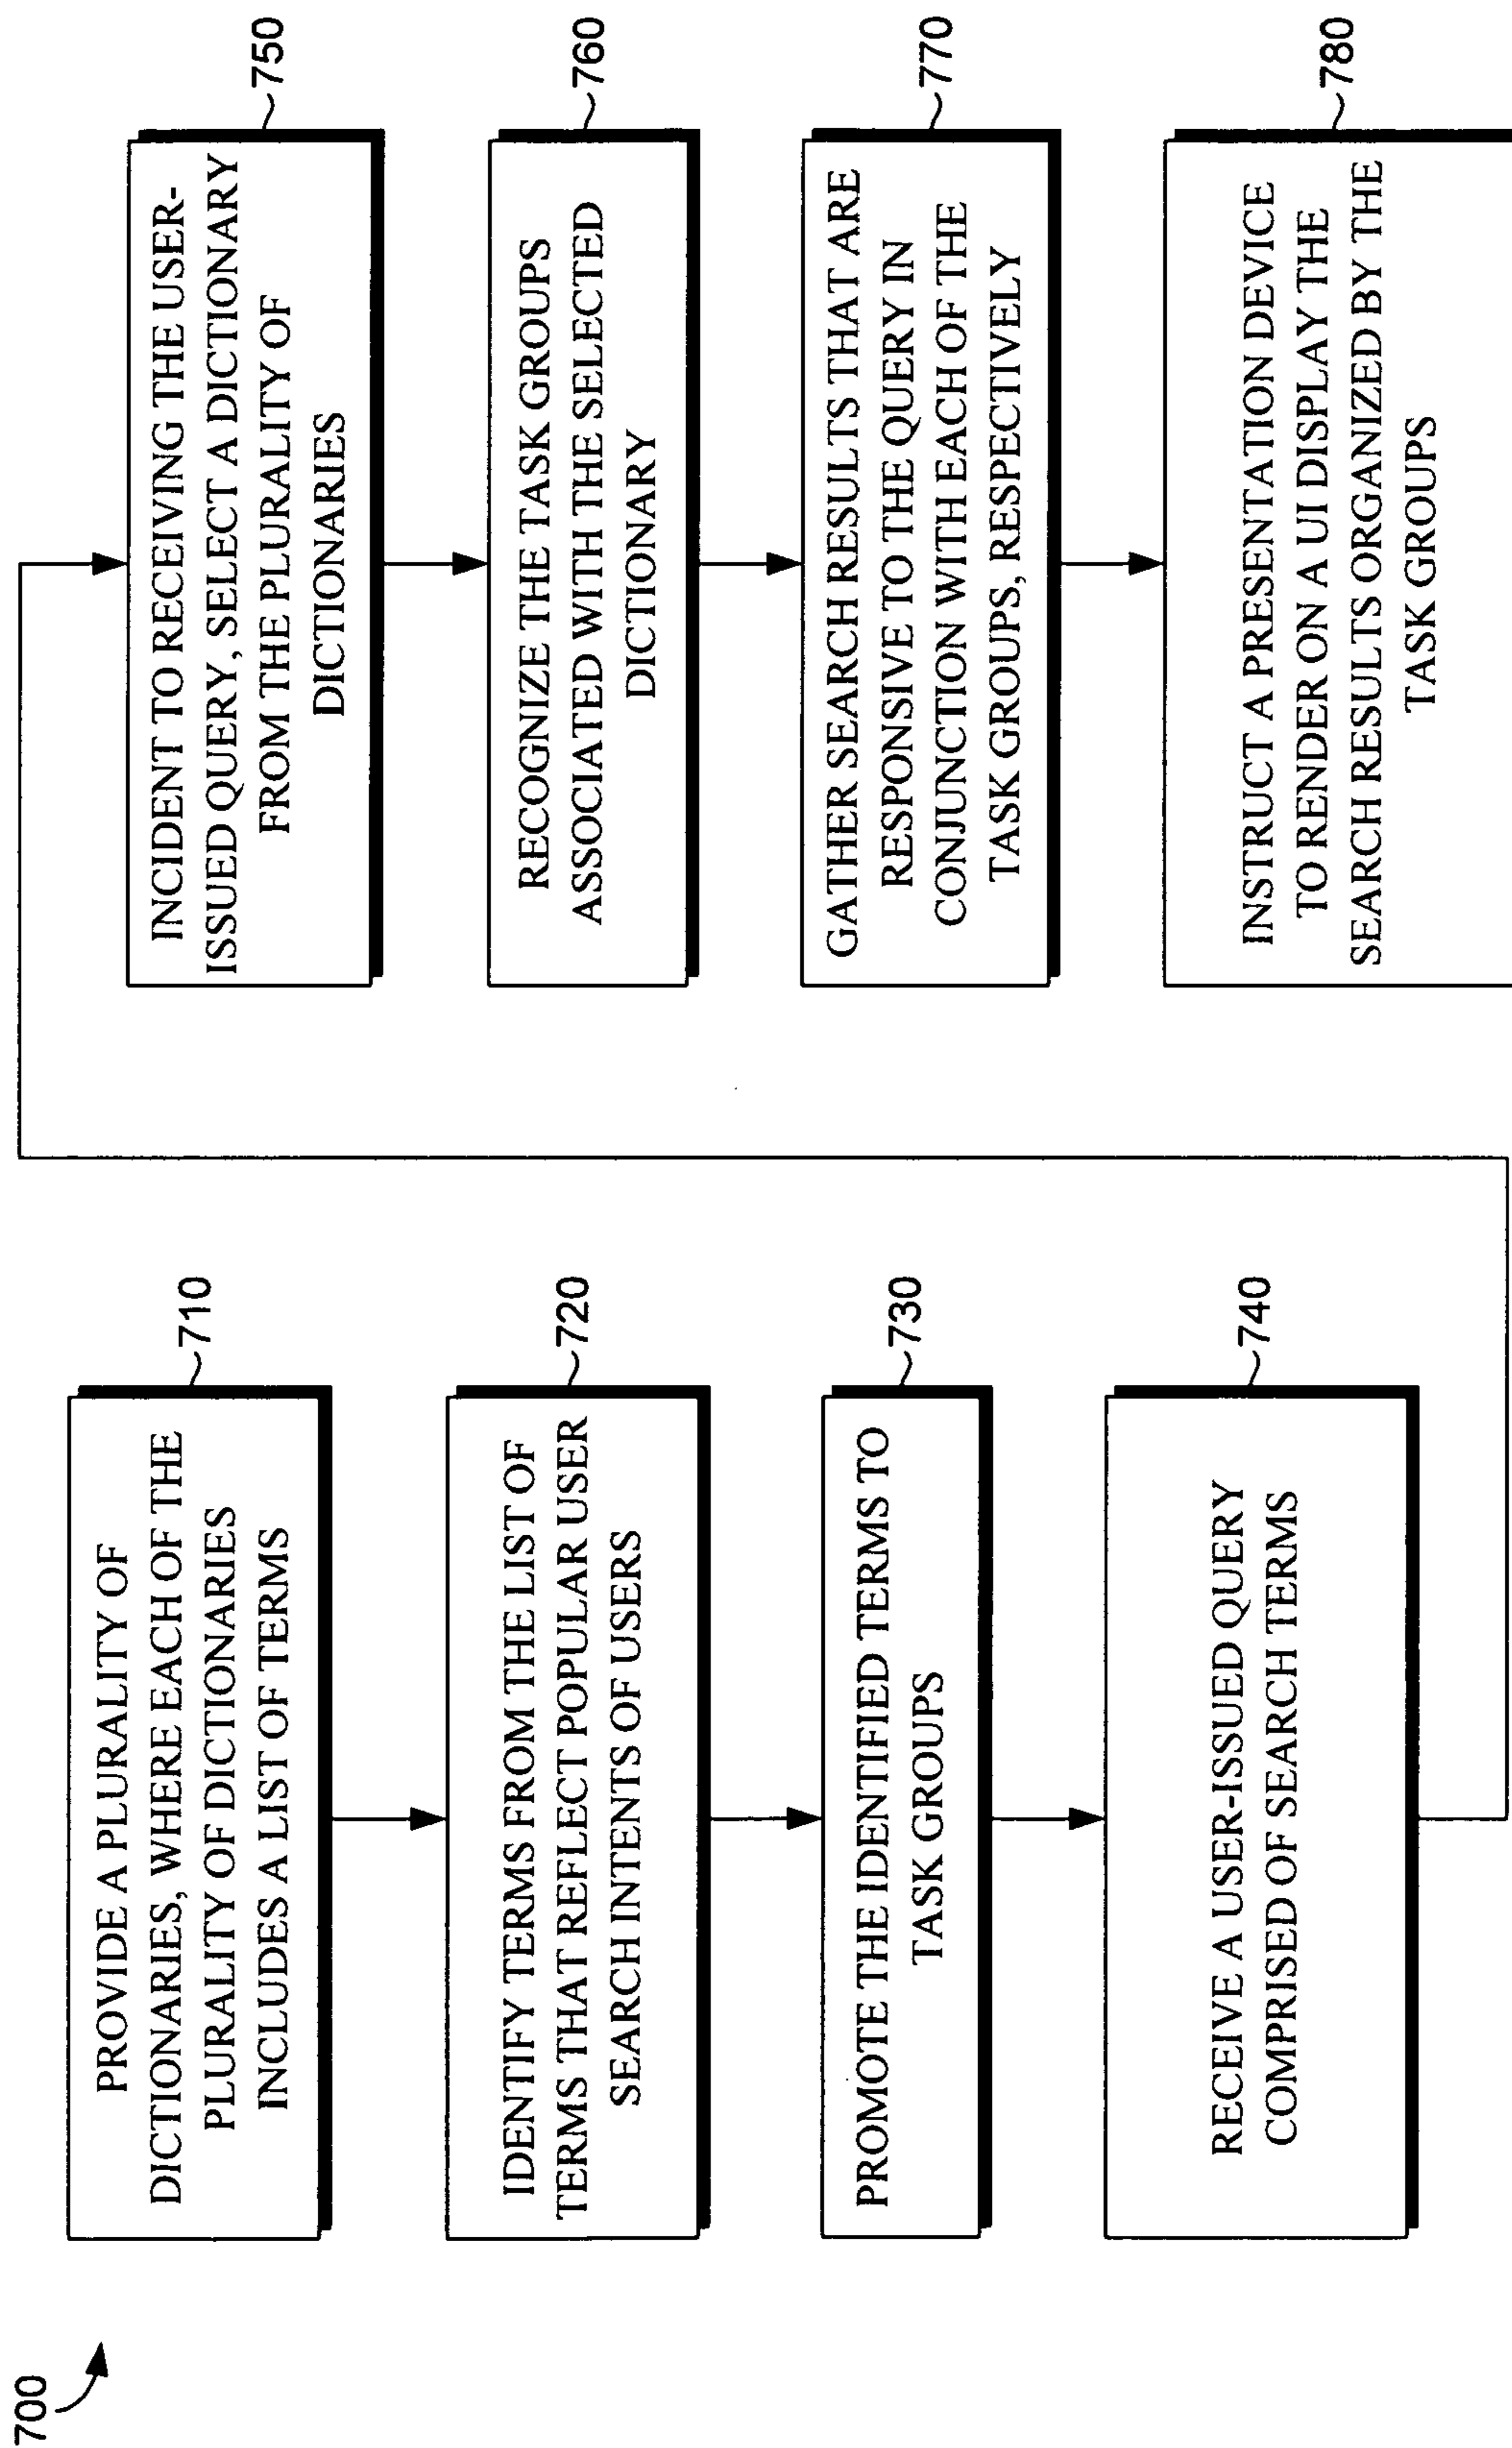 700
PROVIDE A PLURALITY OF
DICTIONARIES, WHERE EACH OF THE
PLURALITY OF DICTIONARIES
INCLUDES A LIST OF TERMS
710
IDENTIFY TERMS FROM THE LIST OF
TERMS THAT REFLECT POPULAR USER
SEARCH INTENTS OF USERS
720
PROMOTE THE IDENTIFIED TERMS TO
TASK GROUPS
730
RECEIVE A USER-ISSUED QUERY
COMPRISED OF SEARCH TERMS
740
INCIDENT TO RECEIVING THE USER-
ISSUED QUERY, SELECT A DICTIONARY
FROM THE PLURALITY OF
DICTIONARIES
750
RECOGNIZE THE TASK GROUPS
ASSOCIATED WITH THE SELECTED
DICTIONARY
760
GATHER SEARCH RESULTS THAT ARE
RESPONSIVE TO THE QUERY IN
CONJUNCTION WITH EACH OF THE
TASK GROUPS, RESPECTIVELY
770
INSTRUCT A PRESENTATION DEVICE
TO RENDER ON A UI DISPLAY THE
SEARCH RESULTS ORGANIZED BY THE
TASK GROUPS
780